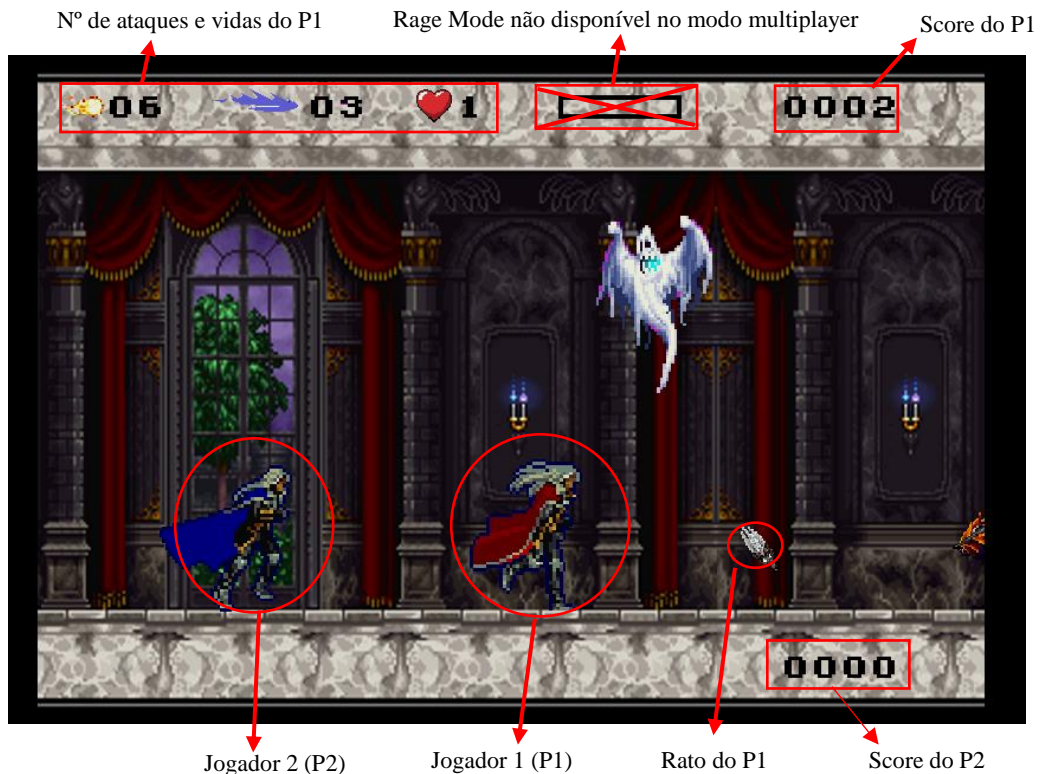 Nº de ataques e vidas do P1
Rage Mode não disponível no modo multiplayer
Score do P1
06
03
1
0002
0000
Jogador 2 (P2)
Jogador 1 (P1)
Rato do P1
Score do P2